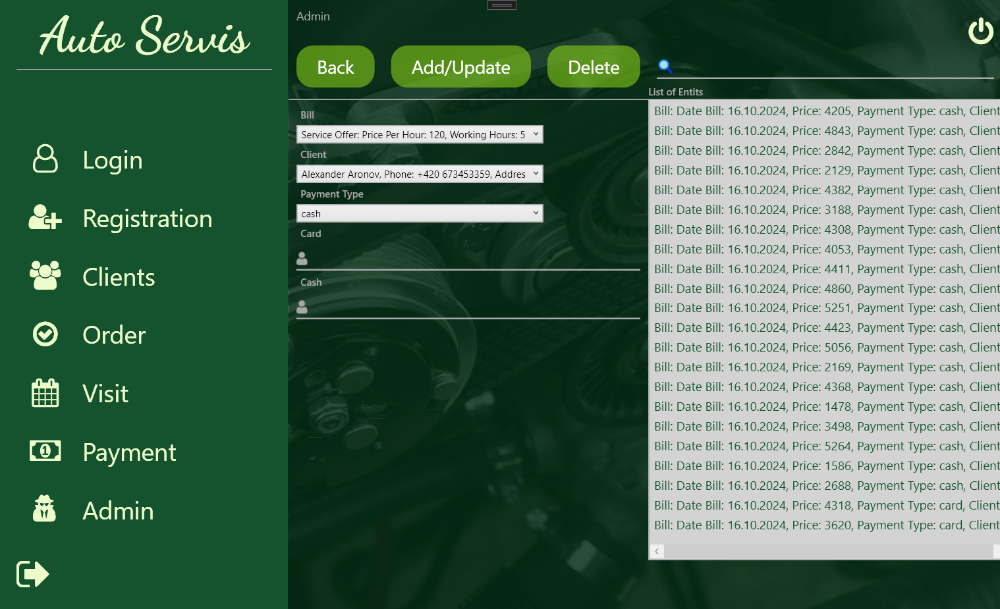 Auto Servis
Login
Registration
Clients
Order
Visit
Payment
Admin
Admin
Back
Add/Update
Delete
List of Entits
Bill
Service Offer: Price Per Hour: 120, Working Hours: 5
Client
Alexander Aronov, Phone: +420 673453359, Addres
Payment Type
cash
Card
Cash
Bill: Date Bill: 16.10.2024, Price: 4205, Payment Type: cash, Client
Bill: Date Bill: 16.10.2024, Price: 4843, Payment Type: cash, Client
Bill: Date Bill: 16.10.2024, Price: 2842, Payment Type: cash, Client
Bill: Date Bill: 16.10.2024, Price: 2129, Payment Type: cash, Client
Bill: Date Bill: 16.10.2024, Price: 4382, Payment Type: cash, Client
Bill: Date Bill: 16.10.2024, Price: 3188, Payment Type: cash, Client
Bill: Date Bill: 16.10.2024, Price: 4308, Payment Type: cash, Client
Bill: Date Bill: 16.10.2024, Price: 4053, Payment Type: cash, Client
Bill: Date Bill: 16.10.2024, Price: 4411, Payment Type: cash, Client
Bill: Date Bill: 16.10.2024, Price: 4860, Payment Type: cash, Client
Bill: Date Bill: 16.10.2024, Price: 5251, Payment Type: cash, Client
Bill: Date Bill: 16.10.2024, Price: 4423, Payment Type: cash, Client
Bill: Date Bill: 16.10.2024, Price: 5056, Payment Type: cash, Client
Bill: Date Bill: 16.10.2024, Price: 2169, Payment Type: cash, Client
Bill: Date Bill: 16.10.2024, Price: 4368, Payment Type: cash, Client
Bill: Date Bill: 16.10.2024, Price: 1478, Payment Type: cash, Client
Bill: Date Bill: 16.10.2024, Price: 3498, Payment Type: cash, Client
Bill: Date Bill: 16.10.2024, Price: 5264, Payment Type: cash, Client
Bill: Date Bill: 16.10.2024, Price: 1586, Payment Type: cash, Client
Bill: Date Bill: 16.10.2024, Price: 2688, Payment Type: cash, Client
Bill: Date Bill: 16.10.2024, Price: 4318, Payment Type: card, Client
Bill: Date Bill: 16.10.2024, Price: 3620, Payment Type: card, Client